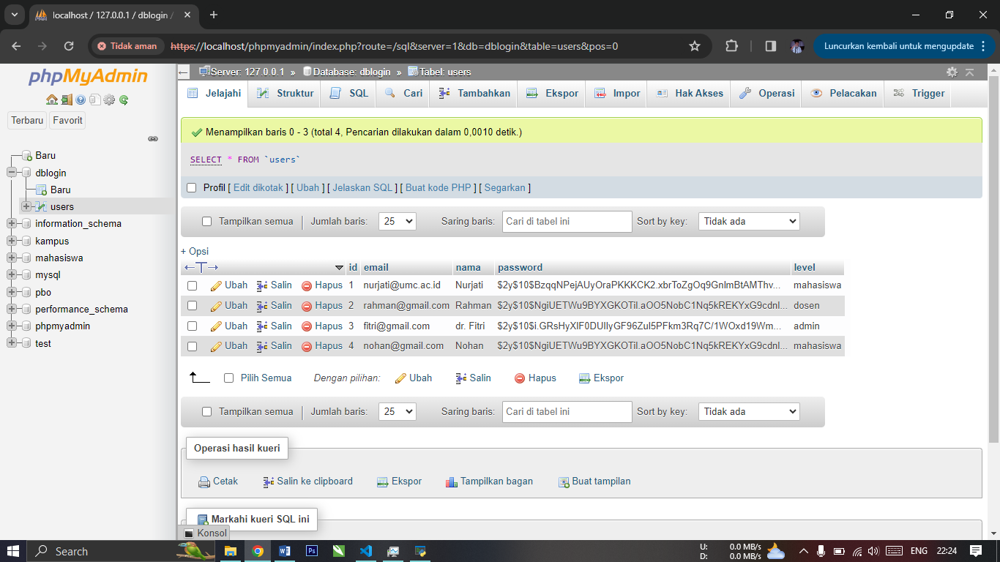 localhost / 127.0.0.1 / dblogin /
Tidak aman https://localhost/phpmyadmin/index.php?route=/sql&server=1&db=dblogin&table=users&pos=0 Luncurkan kembali untuk mengupdate
phpMyAdmin
Terbaru Favorit
Baru
dblogin
Baru
users
information_schema
kampus
mahasiswa
mysql
pbo
performance_schema
phpmyadmin
test
Server: 127.0.0.1 » Database: dblogin » Tabel: users
Jelajahi Struktur SQL Cari Tambahkan Ekspor Impor Hak Akses Operasi Pelacakan Trigger
Menampilkan baris 0 - 3 (total 4, Pencarian dilakukan dalam 0,0010 detik.)
SELECT * FROM `users`
Profil [ Edit dikotak ] [ Ubah ] [ Jelaskan SQL ] [ Buat kode PHP ] [ Segarkan ]
Tampilkan semua | Jumlah baris: 25 Saring baris: Cari di tabel ini Sort by key: Tidak ada
+ Opsi
←T→ id email nama password level
Ubah Salin Hapus 1 nurjati@umc.ac.id Nurjati $2y$10$BzqqNPejAUyOraPKKKCK2.xbrToZgOq9GnlmBtAMThv... mahasiswa
Ubah Salin Hapus 2 rahman@gmail.com Rahman $2y$10$NgiUETWu9BYXGKOTil.aOO5NobC1Nq5kREKYxG9cdnl... dosen
Ubah Salin Hapus 3 fitri@gmail.com dr. Fitri $2y$10$i.GRsHyXlF0DUllyGF96Zul5PFkm3Rq7C/1WOxd19Wm... admin
Ubah Salin Hapus 4 nohan@gmail.com Nohan $2y$10$NgiUETWu9BYXGKOTil.aOO5NobC1Nq5kREKYxG9cdnl... mahasiswa
Pilih Semua Dengan pilihan: Ubah Salin Hapus Ekspor
Tampilkan semua | Jumlah baris: 25 Saring baris: Cari di tabel ini Sort by key: Tidak ada
Operasi hasil kueri
Cetak Salin ke clipboard Ekspor Tampilkan bagan Buat tampilan
Markahi kueri SQL ini
Konsol
Search U: 0.0 MB/s D: 0.0 MB/s ENG 22:24